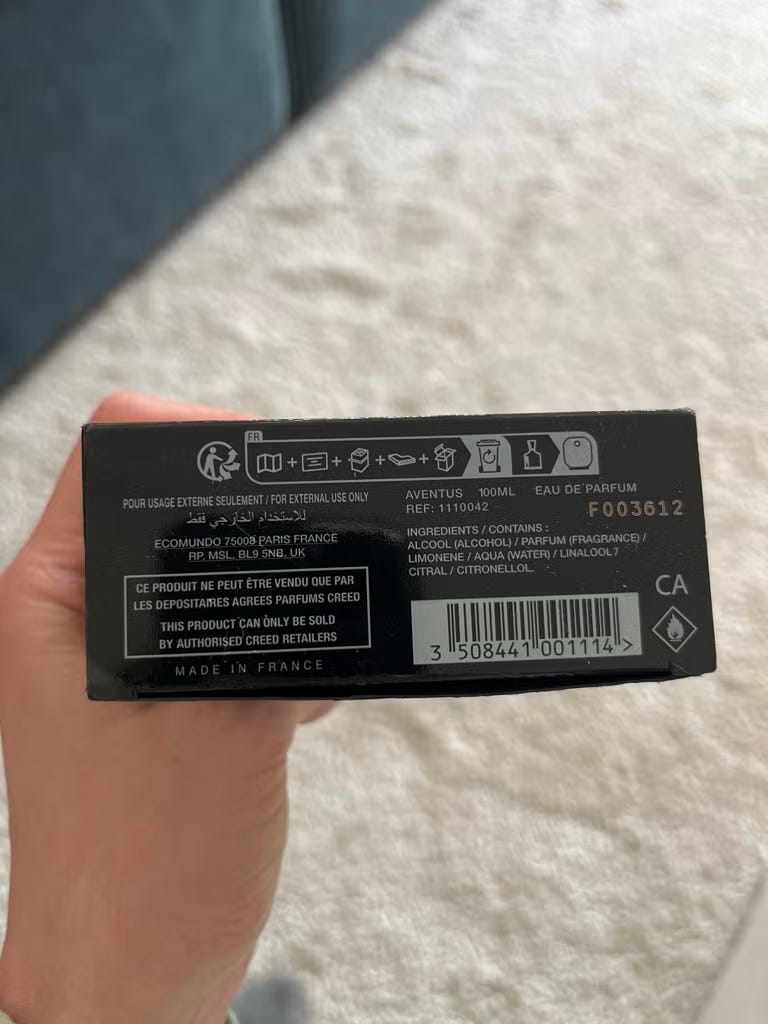 FR
POUR USAGE EXTERNE SEULEMENT / FOR EXTERNAL USE ONLY
للاستخدام الخارجي فقط
ECOMUNDO 75008 PARIS FRANCE
RP, MSL, BL9 5NB, UK
CE PRODUIT NE PEUT ÊTRE VENDU QUE PAR
LES DEPOSITAIRES AGREES PARFUMS CREED
THIS PRODUCT CAN ONLY BE SOLD
BY AUTHORISED CREED RETAILERS
MADE IN FRANCE
AVENTUS 100ML EAU DE PARFUM
REF: 1110042
F003612
INGREDIENTS / CONTAINS :
ALCOOL (ALCOHOL) / PARFUM (FRAGRANCE) /
LIMONENE / AQUA (WATER) / LINALOOL7
CITRAL / CITRONELLOL.
CA
3 508441 001114 >